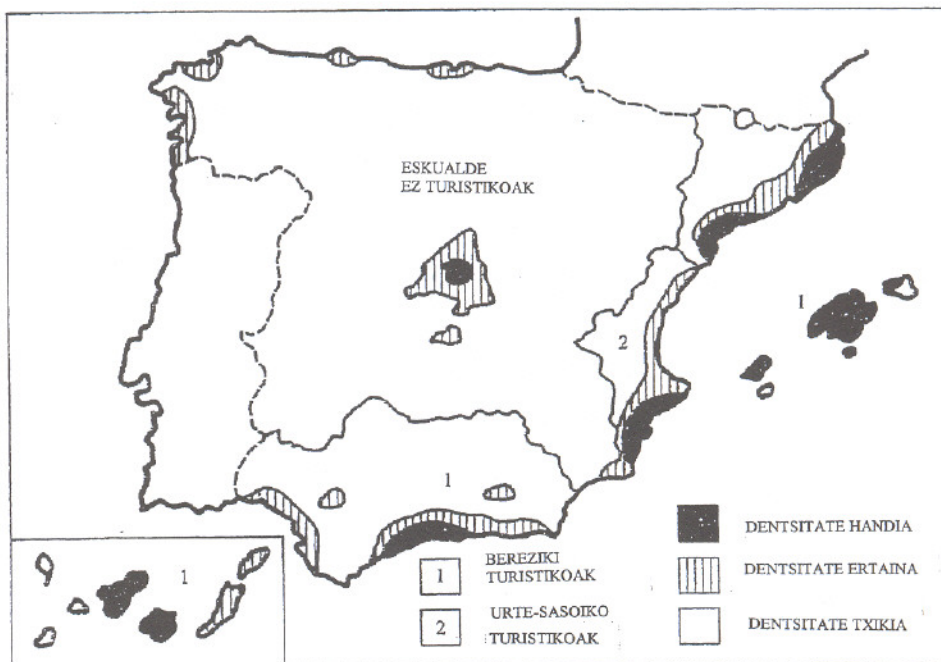 ESKUALDE
EZ TURISTIKOAK
1
2
1
1
1
BEREZIKI
TURISTIKOAK
2
URTE-SASOIKO
TURISTIKOAK
DENTSITATE HANDIA
DENTSITATE ERTAINA
DENTSITATE TXIKIA